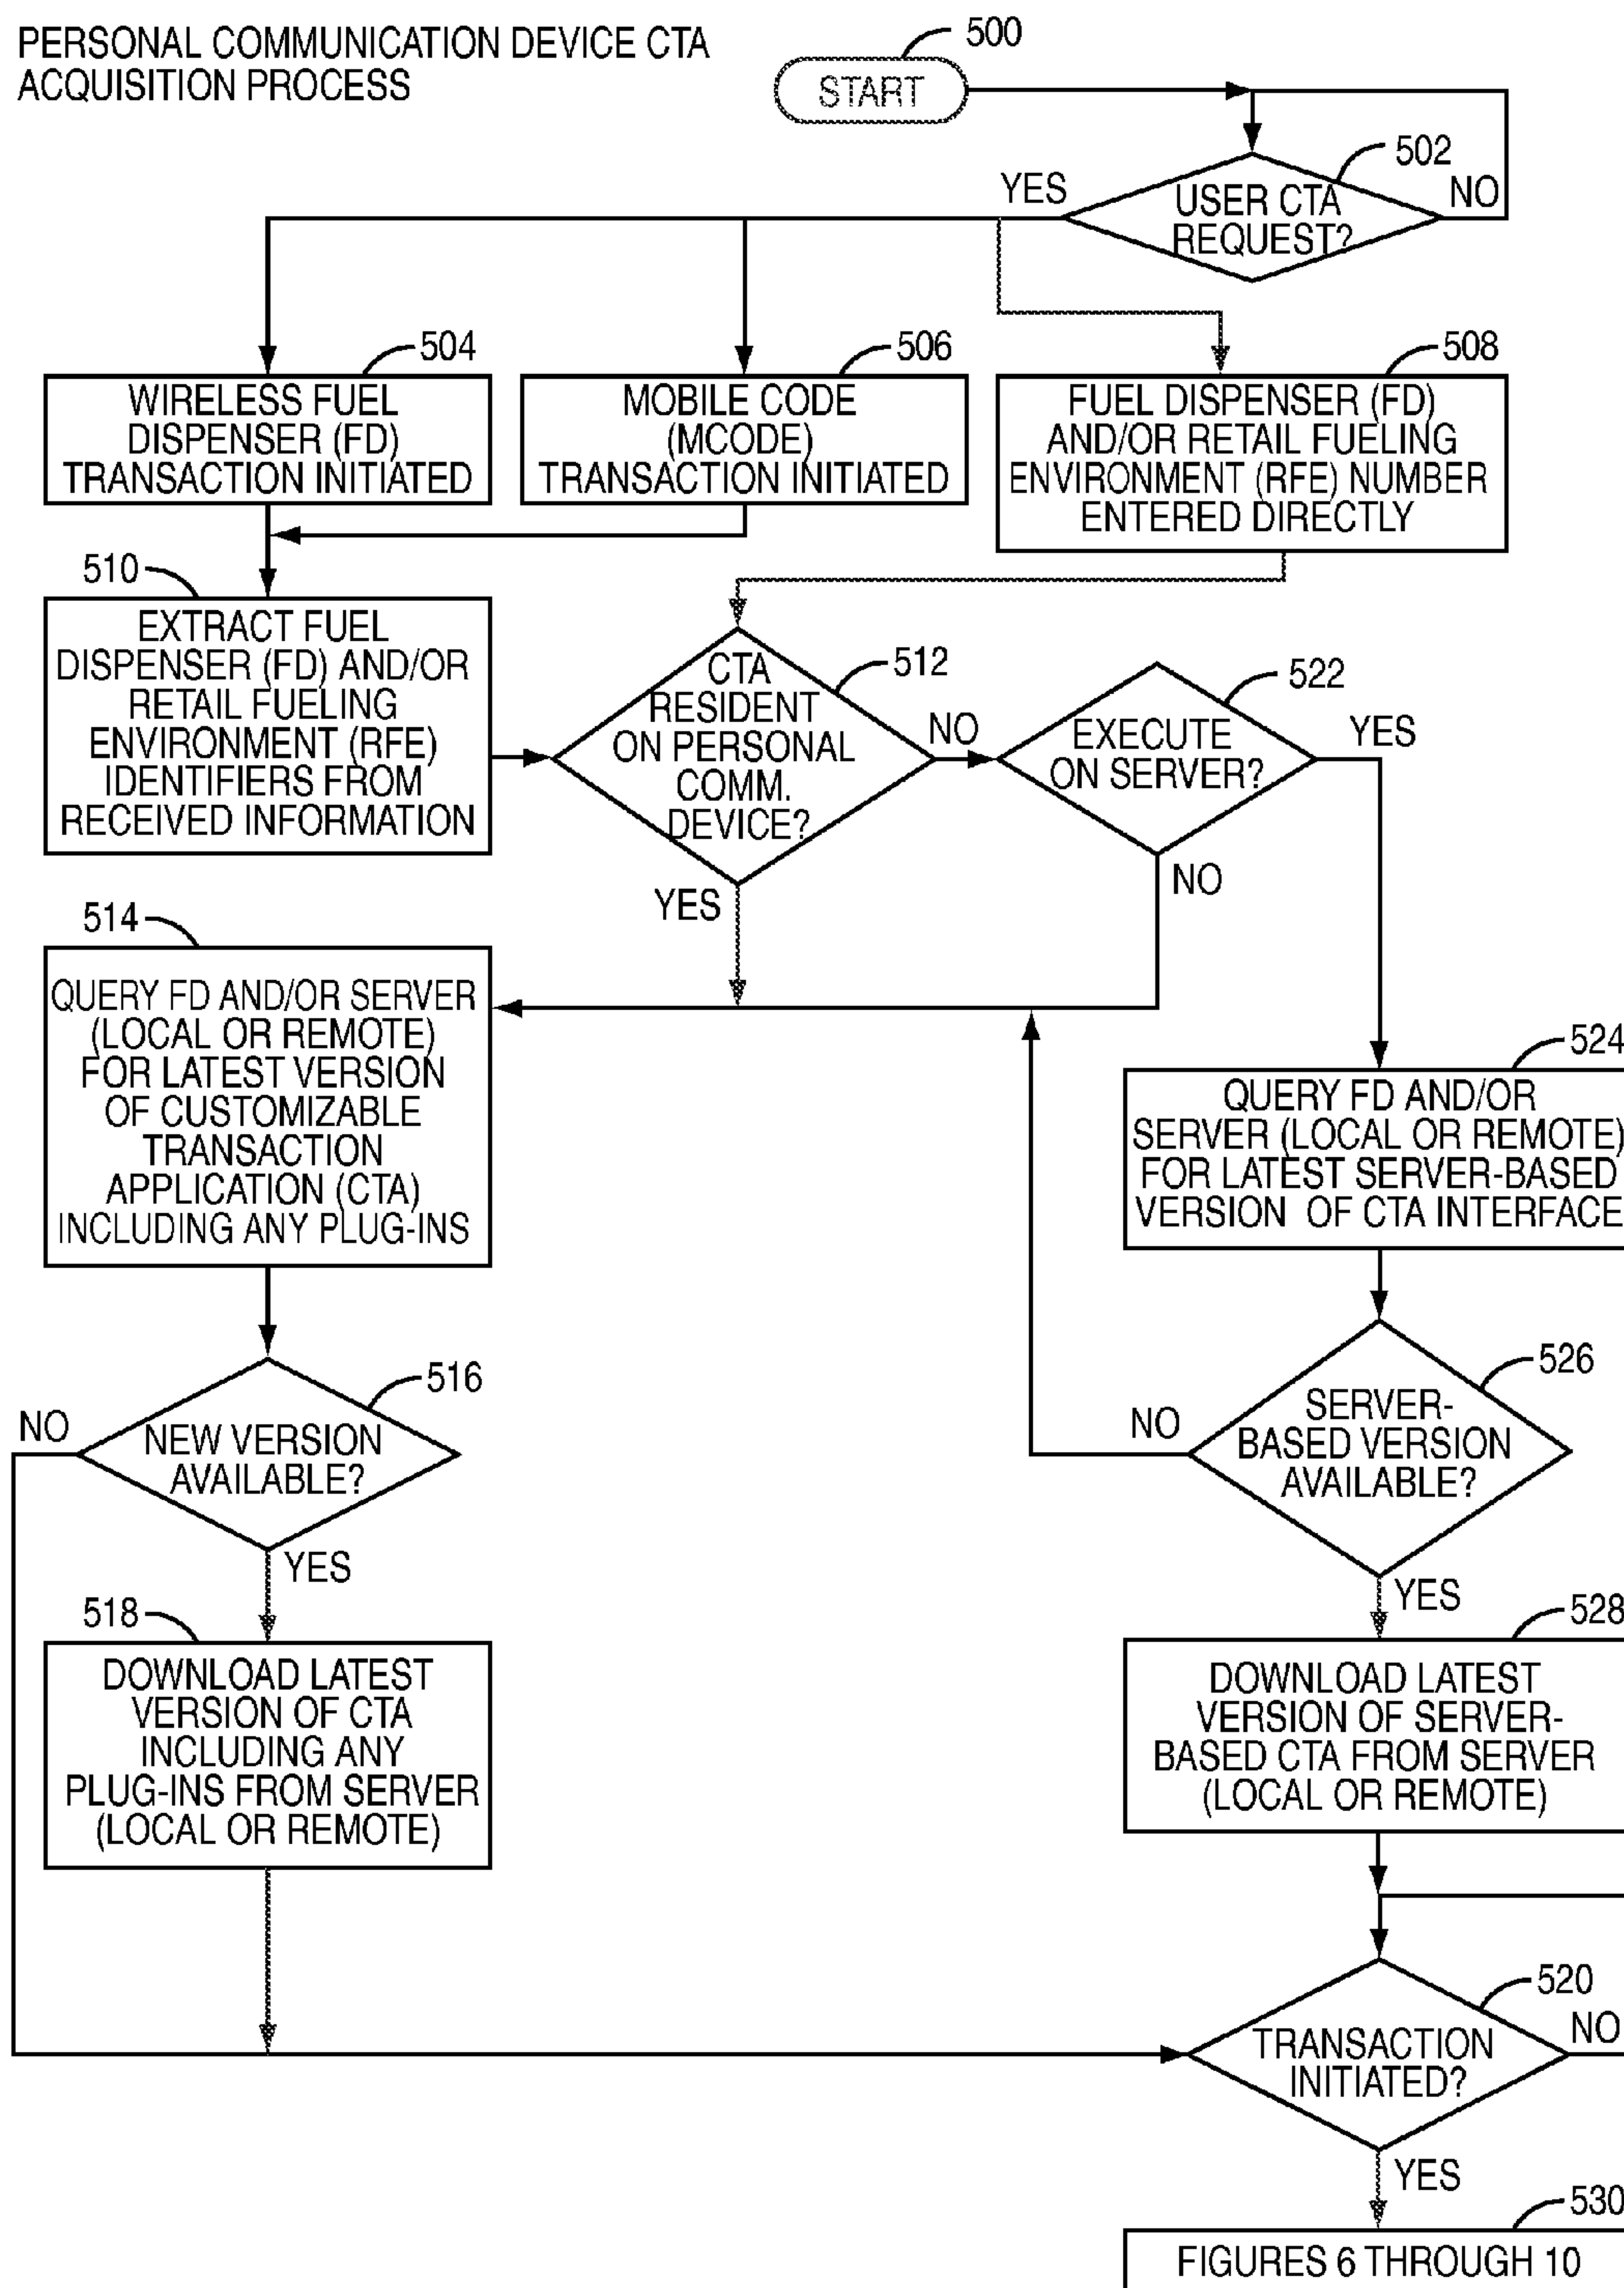 PERSONAL COMMUNICATION DEVICE CTA
ACQUISITION PROCESS
500
START
502
YES
USER CTA
REQUEST?
NO
504
WIRELESS FUEL
DISPENSER (FD)
TRANSACTION INITIATED
506
MOBILE CODE
(MCODE)
TRANSACTION INITIATED
508
FUEL DISPENSER (FD)
AND/OR RETAIL FUELING
ENVIRONMENT (RFE) NUMBER
ENTERED DIRECTLY
510
EXTRACT FUEL
DISPENSER (FD) AND/OR
RETAIL FUELING
ENVIRONMENT (RFE)
IDENTIFIERS FROM
RECEIVED INFORMATION
512
CTA
RESIDENT
ON PERSONAL
COMM.
DEVICE?
NO
YES
522
EXECUTE
ON SERVER?
YES
NO
514
QUERY FD AND/OR SERVER
(LOCAL OR REMOTE)
FOR LATEST VERSION
OF CUSTOMIZABLE
TRANSACTION
APPLICATION (CTA)
INCLUDING ANY PLUG-INS
524
QUERY FD AND/OR
SERVER (LOCAL OR REMOTE)
FOR LATEST SERVER-BASED
VERSION OF CTA INTERFACE
516
NO
NEW VERSION
AVAILABLE?
YES
526
NO
SERVER-
BASED VERSION
AVAILABLE?
YES
518
DOWNLOAD LATEST
VERSION OF CTA
INCLUDING ANY
PLUG-INS FROM SERVER
(LOCAL OR REMOTE)
528
DOWNLOAD LATEST
VERSION OF SERVER-
BASED CTA FROM SERVER
(LOCAL OR REMOTE)
520
TRANSACTION
INITIATED?
NO
YES
530
FIGURES 6 THROUGH 10